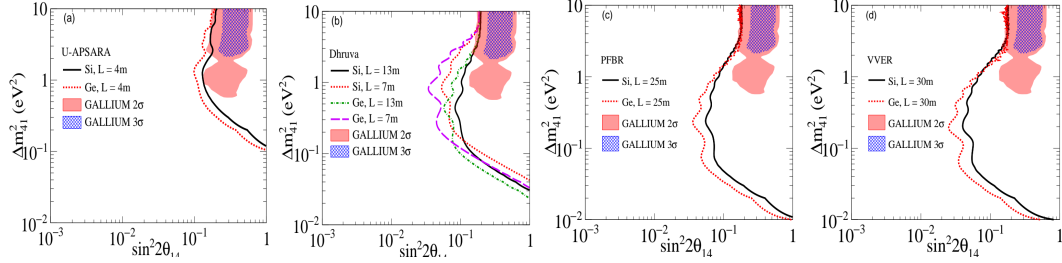 (a)
U-APSARA
Si, L = 4m
Ge, L = 4m
GALLIUM 2σ
GALLIUM 3σ
Δm²₄₁ (eV²)
10
1
10⁻¹
10⁻²
10⁻³ 10⁻² 10⁻¹ 1
sin²2θ₁₄
(b)
Dhruva
Si, L = 13m
Si, L = 7m
Ge, L = 13m
Ge, L = 7m
GALLIUM 2σ
GALLIUM 3σ
Δm²₄₁ (eV²)
10
1
10⁻¹
10⁻²
10⁻³ 10⁻² 10⁻¹ 1
sin²2θ₁₄
(c)
PFBR
Si, L = 25m
Ge, L = 25m
GALLIUM 2σ
GALLIUM 3σ
Δm²₄₁ (eV²)
10
1
10⁻¹
10⁻²
10⁻³ 10⁻² 10⁻¹ 1
sin²2θ₁₄
(d)
VVER
Si, L = 30m
Ge, L = 30m
GALLIUM 2σ
GALLIUM 3σ
Δm²₄₁ (eV²)
10
1
10⁻¹
10⁻²
10⁻³ 10⁻² 10⁻¹ 1
sin²2θ₁₄